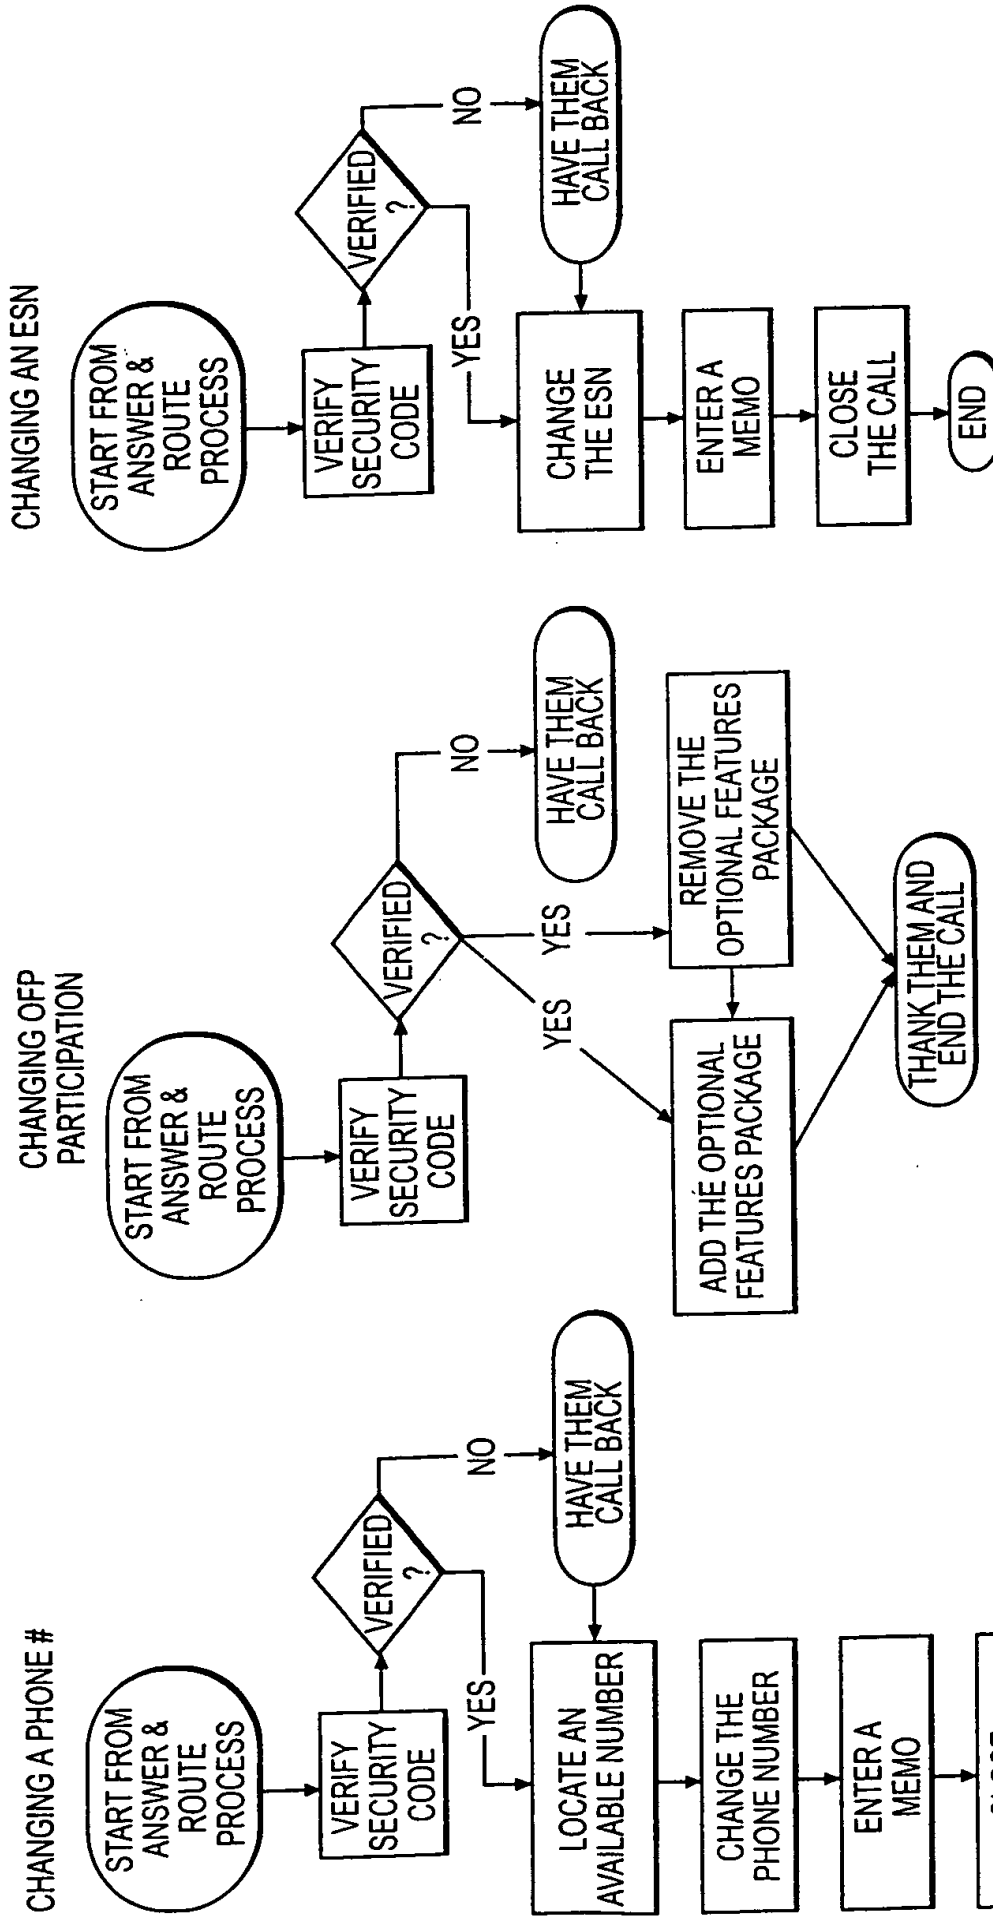 CHANGING A PHONE #
START FROM
ANSWER &
ROUTE
PROCESS
VERIFY
SECURITY
CODE
VERIFIED
?
NO
YES
HAVE THEM
CALL BACK
LOCATE AN
AVAILABLE NUMBER
CHANGE THE
PHONE NUMBER
ENTER A
MEMO
CHANGING OFP
PARTICIPATION
START FROM
ANSWER &
ROUTE
PROCESS
VERIFY
SECURITY
CODE
VERIFIED
?
NO
YES
YES
HAVE THEM
CALL BACK
ADD THE OPTIONAL
FEATURES PACKAGE
REMOVE THE
OPTIONAL FEATURES
PACKAGE
THANK THEM AND
END THE CALL
CHANGING AN ESN
START FROM
ANSWER &
ROUTE
PROCESS
VERIFY
SECURITY
CODE
VERIFIED
?
NO
YES
HAVE THEM
CALL BACK
CHANGE
THE ESN
ENTER A
MEMO
CLOSE
THE CALL
END